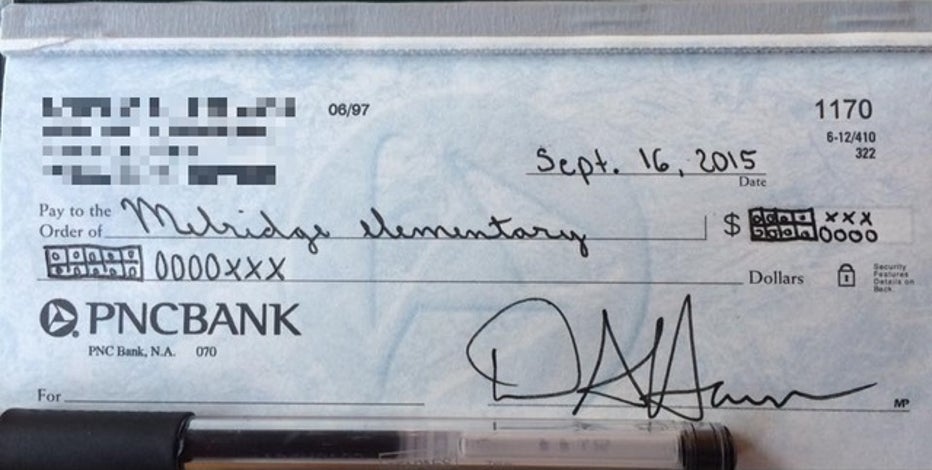 06/97
1170
6-12/410
322
Sept. 16, 2015
Date
Pay to the
Order of Melridge elementary $ xxx
0000
0000xxx Dollars
Security
Features
Details on
Back.
PNCBANK
PNC Bank, N.A. 070
For
MP